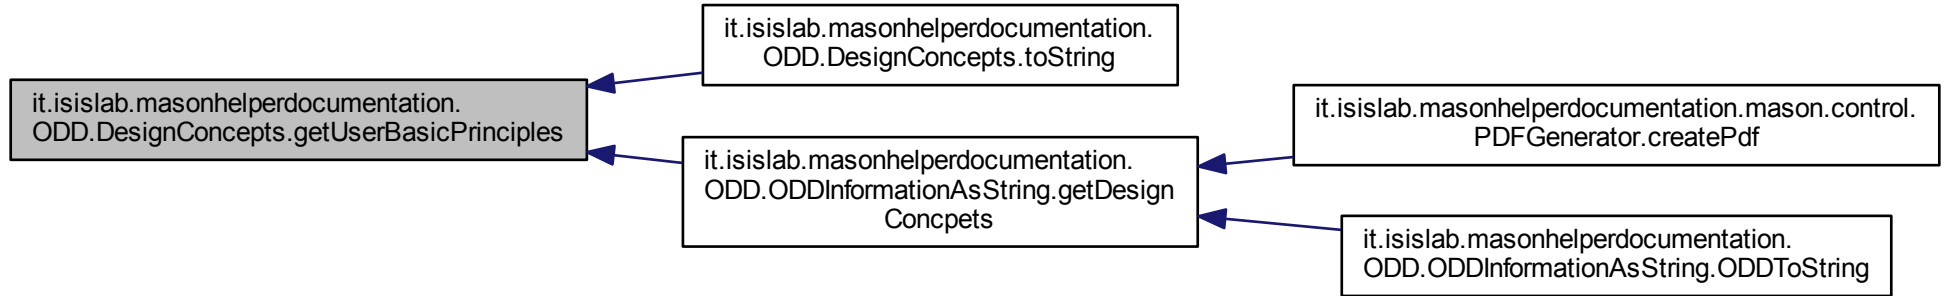 it.isislab.masonhelperdocumentation.
ODD.DesignConcepts.getUserBasicPrinciples
it.isislab.masonhelperdocumentation.
ODD.DesignConcepts.toString
it.isislab.masonhelperdocumentation.
ODD.ODDInformationAsString.getDesign
Concpets
it.isislab.masonhelperdocumentation.mason.control.
PDFGenerator.createPdf
it.isislab.masonhelperdocumentation.
ODD.ODDInformationAsString.ODDToString